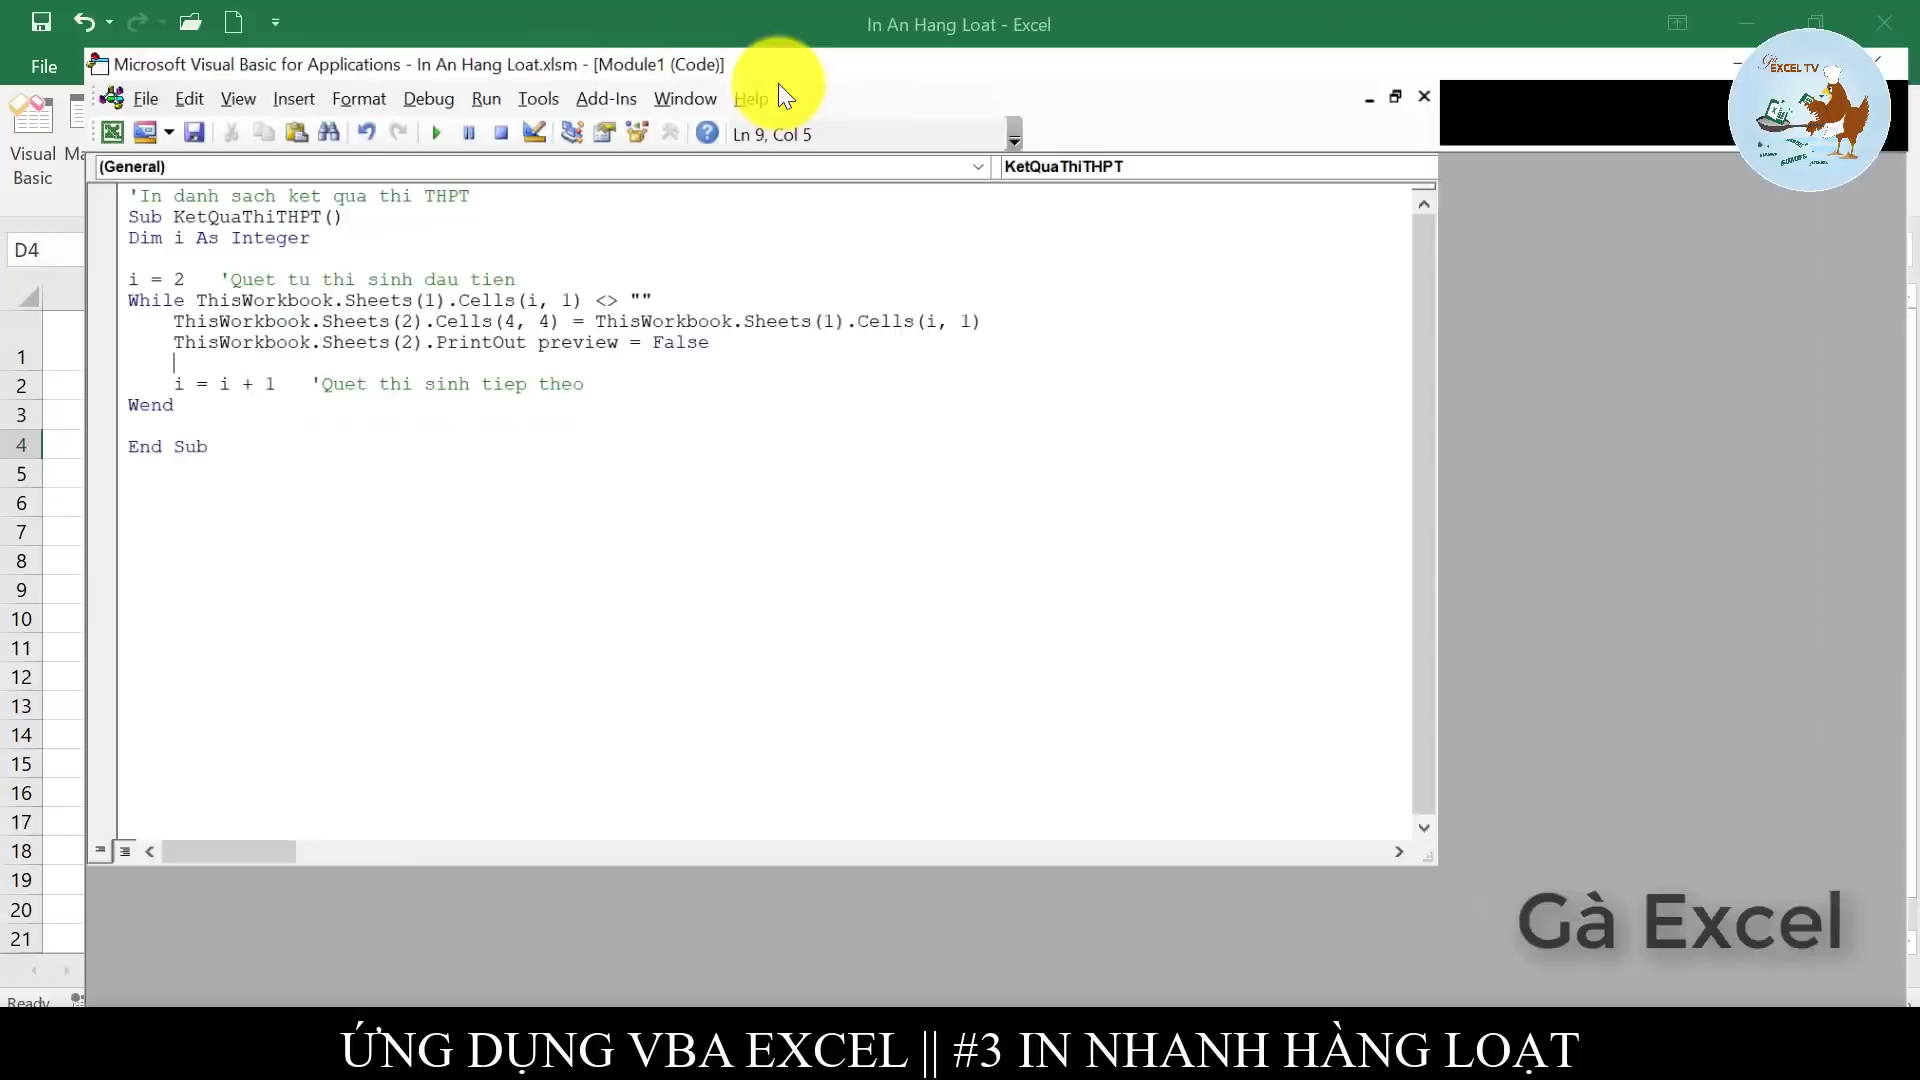 In An Hang Loat - Excel
File
Microsoft Visual Basic for Applications - In An Hang Loat.xlsm - [Module1 (Code)]
EXCEL TV
File Edit View Insert Format Debug Run Tools Add-Ins Window Help
Ln 9, Col 5
Visual Basic
Ma
(General)
KetQuaThiTHPT
'In danh sach ket qua thi THPT
Sub KetQuaThiTHPT()
Dim i As Integer
i = 2 'Quet tu thi sinh dau tien
While ThisWorkbook.Sheets(1).Cells(i, 1) <> ""
ThisWorkbook.Sheets(2).Cells(4, 4) = ThisWorkbook.Sheets(1).Cells(i, 1)
ThisWorkbook.Sheets(2).PrintOut preview = False
i = i + 1 'Quet thi sinh tiep theo
Wend
End Sub
D4
1
2
3
4
5
6
7
8
9
10
11
12
13
14
15
16
17
18
19
20
21
Ready
Gà Excel
ỨNG DỤNG VBA EXCEL || #3 IN NHANH HÀNG LOẠT